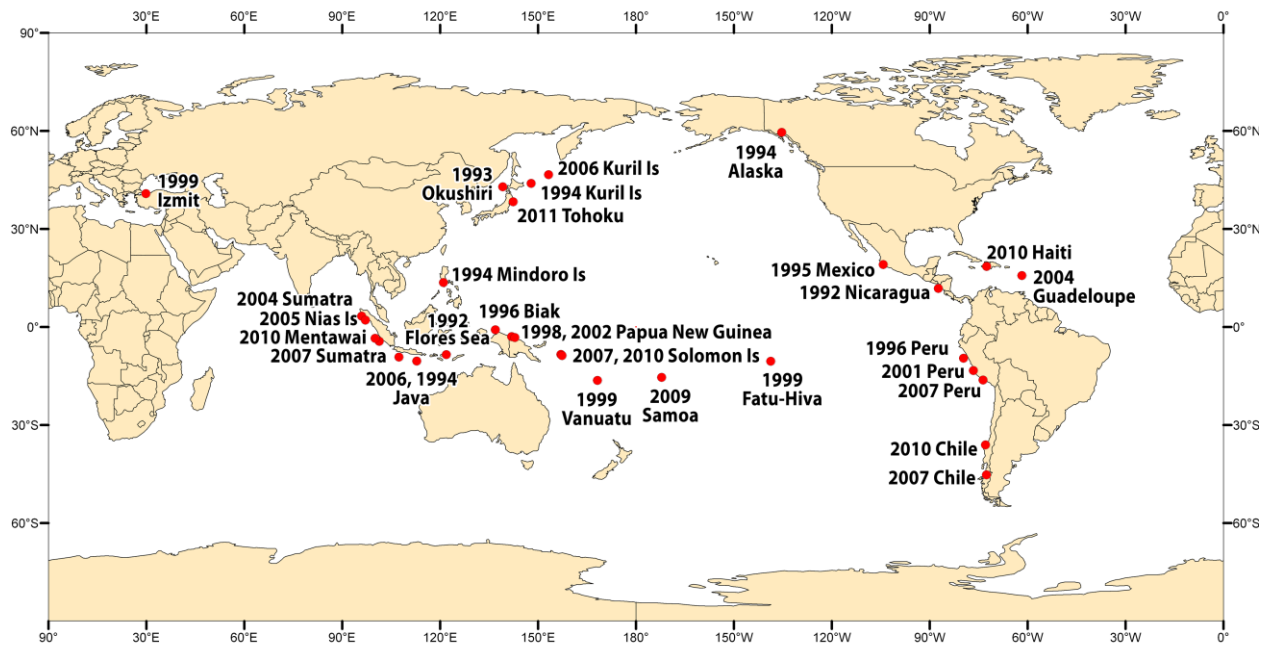 30°E 60°E 90°E 120°E 150°E 180° 150°W 120°W 90°W 60°W 30°W 0°
90°
60°N
60°N
1994
Alaska
1999
Izmit
1993
Okushiri
2006 Kuril Is
1994 Kuril Is
2011 Tohoku
30°N
30°N
1994 Mindoro Is
1995 Mexico
1992 Nicaragua
2010 Haiti
2004
Guadeloupe
2004 Sumatra
2005 Nias Is
2010 Mentawai
2007 Sumatra
1992
Flores Sea
1996 Biak
1998, 2002 Papua New Guinea
2007, 2010 Solomon Is
0°
0°
2006, 1994
Java
1999
Vanuatu
2009
Samoa
1999
Fatu-Hiva
1996 Peru
2001 Peru
2007 Peru
30°S
30°S
2010 Chile
2007 Chile
60°S
60°S
90° 30°E 60°E 90°E 120°E 150°E 180° 150°W 120°W 90°W 60°W 30°W 0°